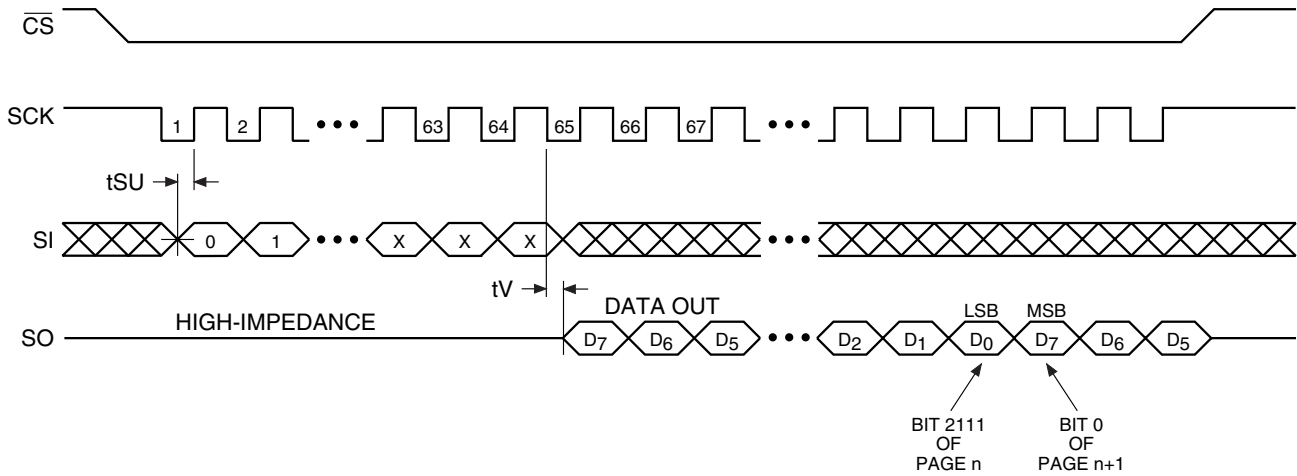 CS
SCK 1 2 ••• 63 64 65 66 67 •••
tSU
SI 0 1 ••• X X X •••
tV
DATA OUT
HIGH-IMPEDANCE
LSB MSB
SO D7 D6 D5 ••• D2 D1 D0 D7 D6 D5
BIT 2111
OF
PAGE n
BIT 0
OF
PAGE n+1